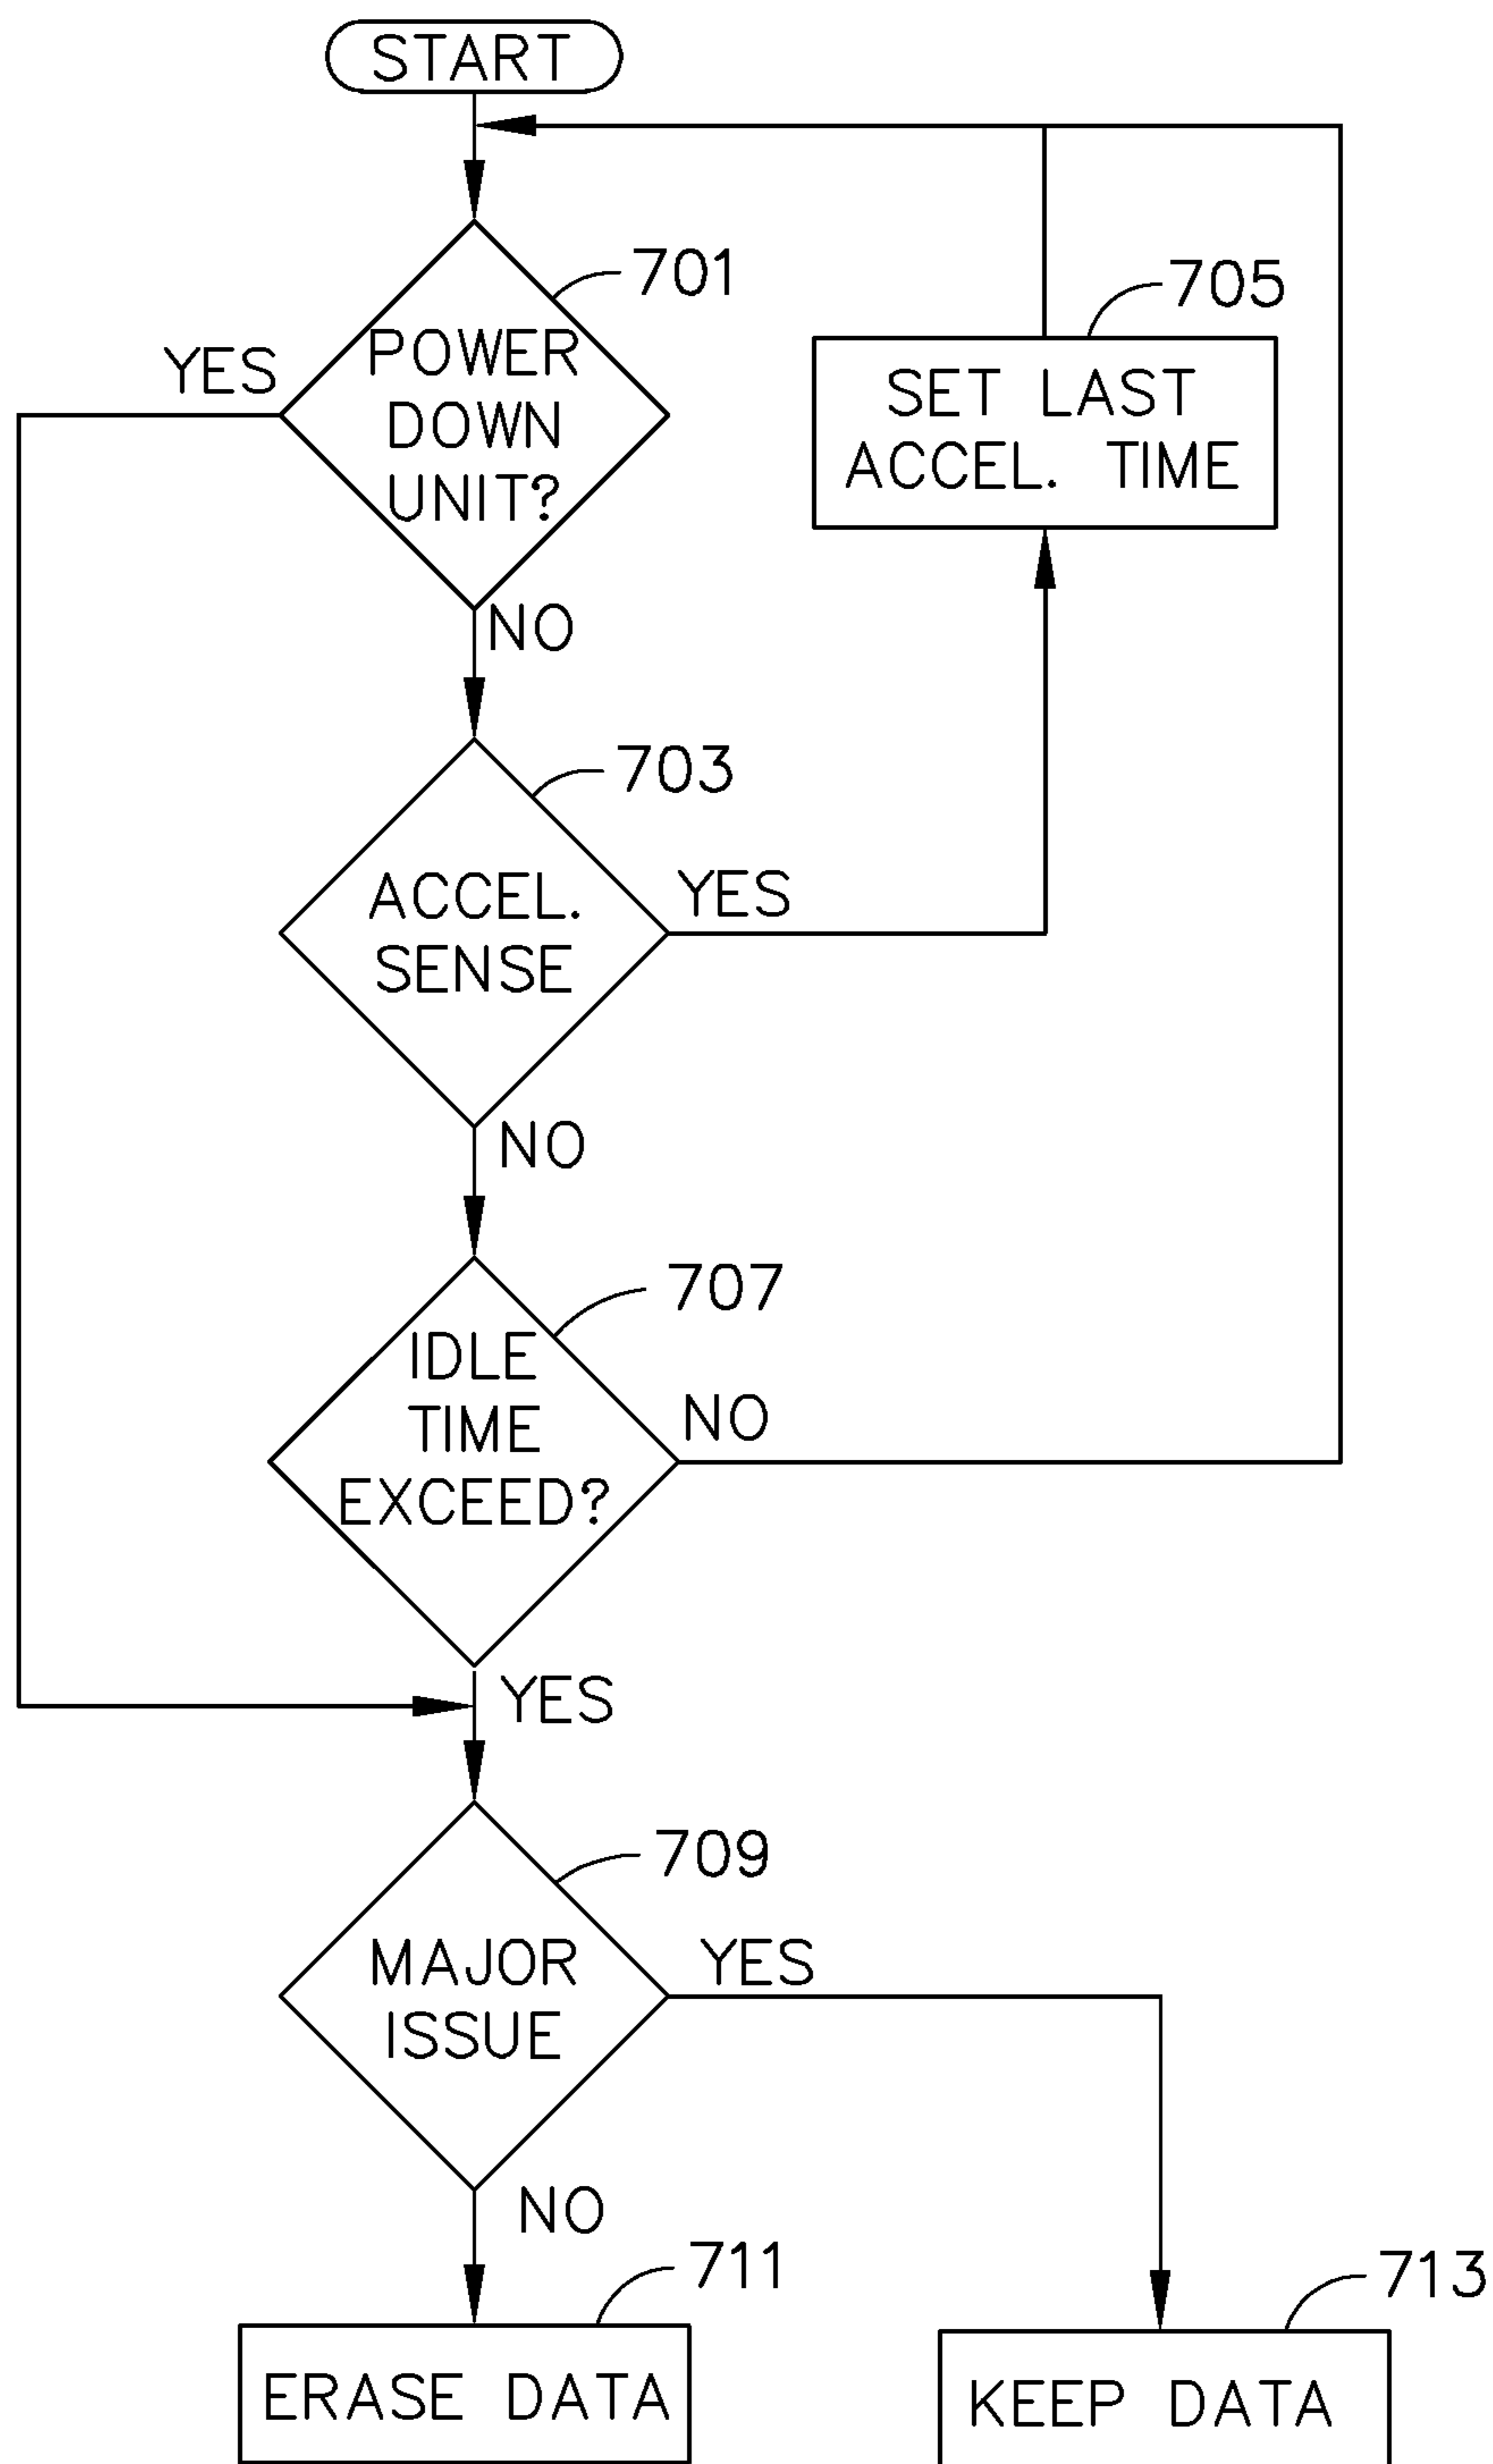 START
701
705
YES
POWER
DOWN
UNIT?
SET LAST
ACCEL. TIME
NO
703
ACCEL.
SENSE
YES
NO
707
IDLE
TIME
EXCEED?
NO
YES
709
MAJOR
ISSUE
YES
NO
711
713
ERASE DATA
KEEP DATA